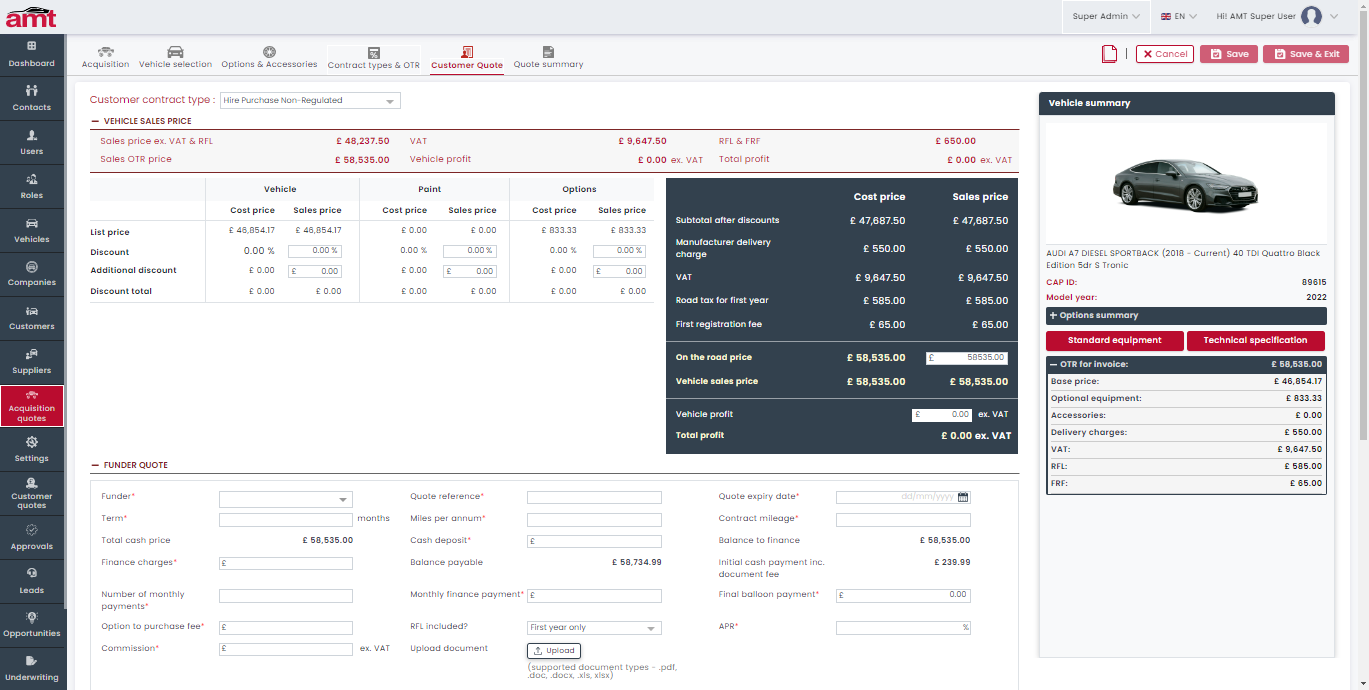 amt
Super Admin
EN
Hi! AMT Super User
Dashboard
Contacts
Users
Roles
Vehicles
Companies
Customers
Suppliers
Acquisition
quotes
Settings
Customer
quotes
Approvals
Leads
Opportunities
Underwriting
Acquisition
Vehicle selection
Options & Accessories
Contract types & OTR
Customer Quote
Quote summary
Cancel
Save
Save & Exit
Customer contract type : Hire Purchase Non-Regulated
VEHICLE SALES PRICE
Sales price ex. VAT & RFL £ 48,237.50 VAT £ 9,647.50 RFL & FRF £ 650.00
Sales OTR price £ 58,535.00 Vehicle profit £ 0.00 ex. VAT Total profit £ 0.00 ex. VAT
Vehicle Paint Options
Cost price Sales price Cost price Sales price Cost price Sales price
List price £ 46,854.17 £ 46,854.17 £ 0.00 £ 0.00 £ 833.33 £ 833.33
Discount 0.00 % 0.00 % 0.00 % 0.00 % 0.00 % 0.00 %
Additional discount £ 0.00 £ 0.00 £ 0.00 £ 0.00 £ 0.00 £ 0.00
Discount total £ 0.00 £ 0.00 £ 0.00 £ 0.00 £ 0.00 £ 0.00
Cost price Sales price
Subtotal after discounts £ 47,687.50 £ 47,687.50
Manufacturer delivery
charge £ 550.00 £ 550.00
VAT £ 9,647.50 £ 9,647.50
Road tax for first year £ 585.00 £ 585.00
First registration fee £ 65.00 £ 65.00
On the road price £ 58,535.00 £ 58535.00
Vehicle sales price £ 58,535.00 £ 58,535.00
Vehicle profit £ 0.00 ex. VAT
Total profit £ 0.00 ex. VAT
FUNDER QUOTE
Funder* Quote reference* Quote expiry date* dd/mm/yyyy
Term* months Miles per annum* Contract mileage*
Total cash price £ 58,535.00 Cash deposit* £ Balance to finance £ 58,535.00
Finance charges* £ Balance payable £ 58,734.99 Initial cash payment inc.
document fee £ 239.99
Number of monthly
payments* Monthly finance payment* £ Final balloon payment* £ 0.00
Option to purchase fee* £ RFL included? First year only APR* %
Commission* £ ex. VAT Upload document Upload
(supported document types - .pdf,
.doc, .docx, .xls, xlsx)
Vehicle summary
AUDI A7 DIESEL SPORTBACK (2018 - Current) 40 TDI Quattro Black
Edition 5dr S Tronic
CAP ID: 89615
Model year: 2022
Options summary
Standard equipment
Technical specification
OTR for invoice: £ 58,535.00
Base price: £ 46,854.17
Optional equipment: £ 833.33
Accessories: £ 0.00
Delivery charges: £ 550.00
VAT: £ 9,647.50
RFL: £ 585.00
FRF: £ 65.00